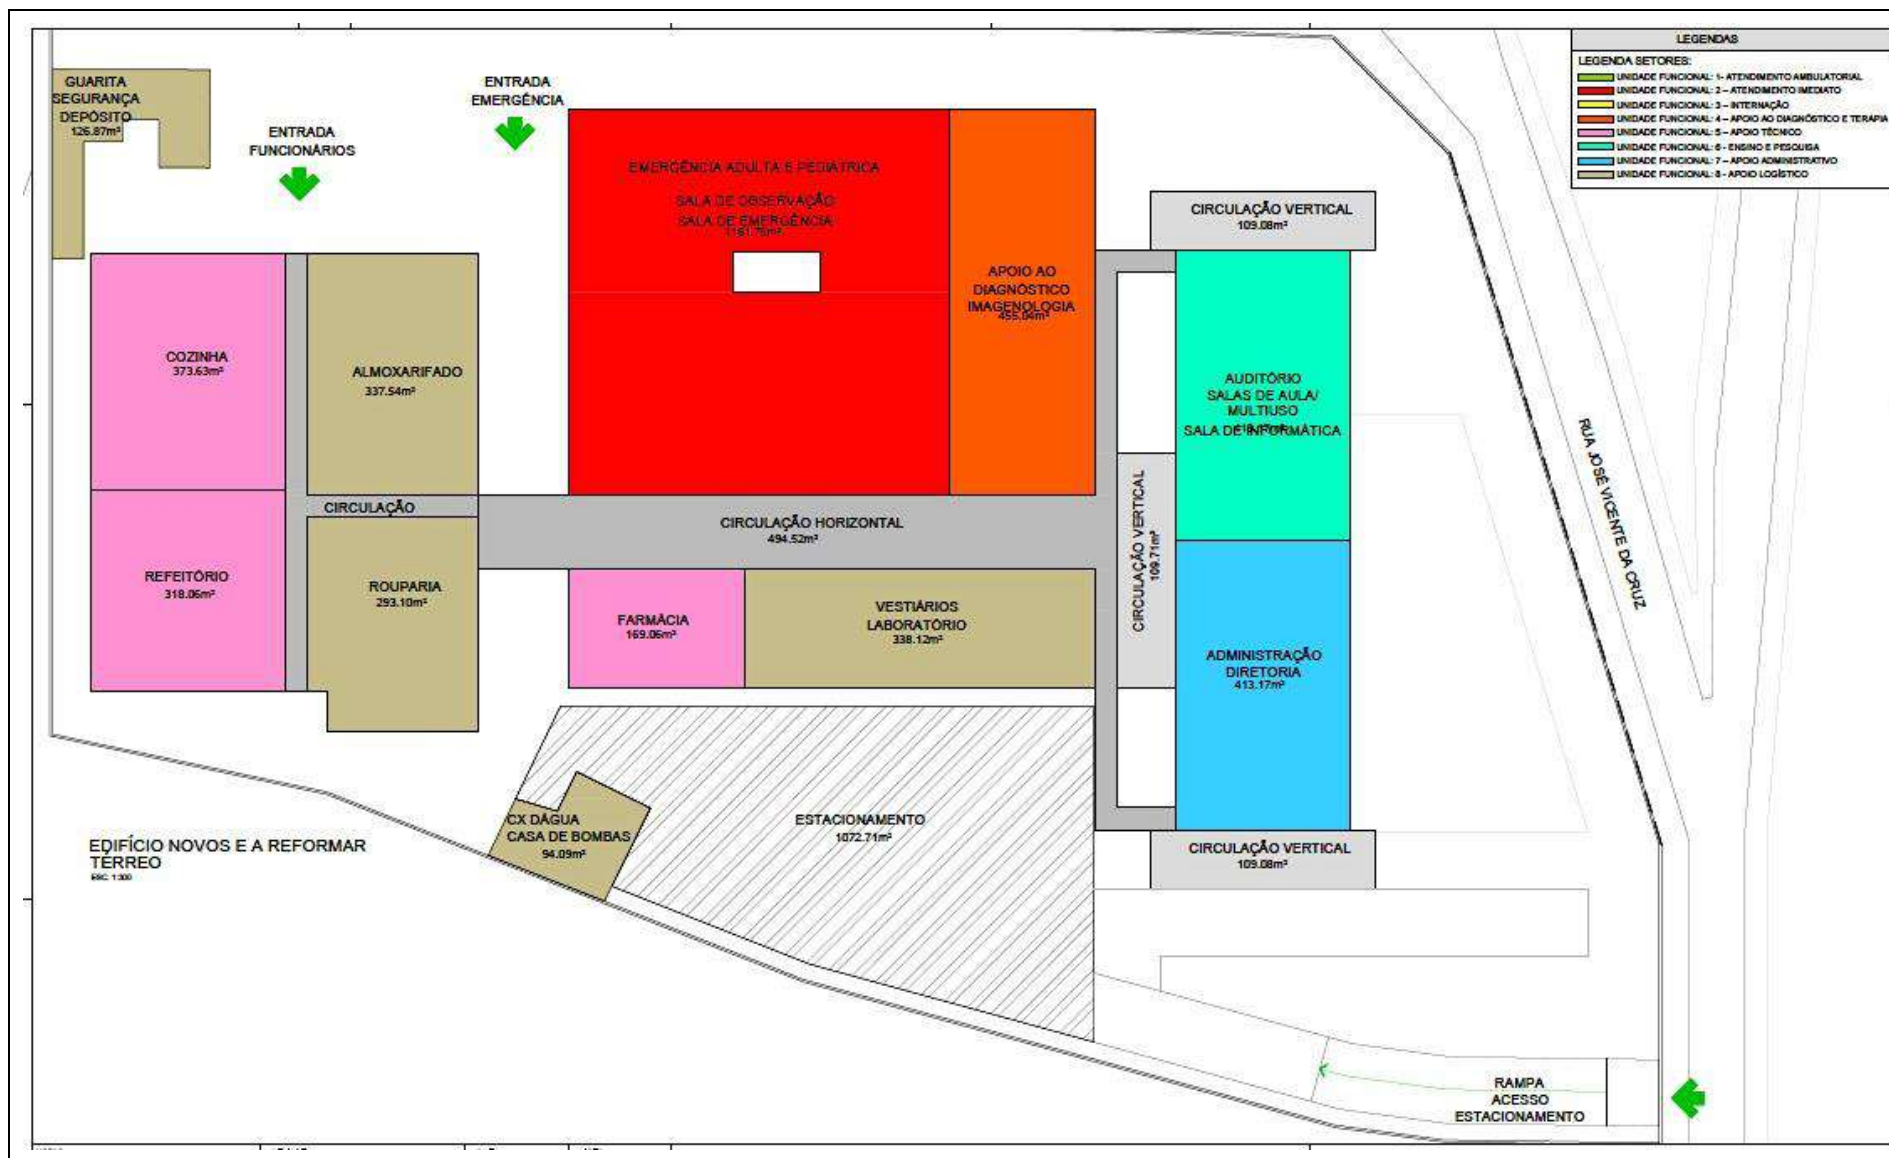 GUARITA
SEGURANÇA
DEPÓSITO
126.87m²
ENTRADA
FUNCIONÁRIOS
ENTRADA
EMERGÊNCIA
EMERGÊNCIA ADULTA E PEDIÁTRICA
SALA DE OBSERVAÇÃO
SALA DE EMERGÊNCIA
APOIO AO
DIAGNÓSTICO
IMAGENOLOGIA
455.04m²
CIRCULAÇÃO VERTICAL
109.08m²
LEGENDAS
LEGENDA SETORES:
UNIDADE FUNCIONAL: 1- ATENDIMENTO AMBULATORIAL
UNIDADE FUNCIONAL: 2 – ATENDIMENTO IMEDIATO
UNIDADE FUNCIONAL: 3 – INTERNAÇÃO
UNIDADE FUNCIONAL: 4 – APOIO AO DIAGNÓSTICO E TERAPIA
UNIDADE FUNCIONAL: 5 – APOIO TÉCNICO
UNIDADE FUNCIONAL: 6 - ENSINO E PESQUISA
UNIDADE FUNCIONAL: 7 – APOIO ADMINISTRATIVO
UNIDADE FUNCIONAL: 8 - APOIO LOGÍSTICO
COZINHA
373.63m²
ALMOXARIFADO
337.54m²
AUDITÓRIO
SALAS DE AULA/
MULTIUSO
SALA DE INFORMÁTICA
RUA JOSÉ VICENTE DA CRUZ
CIRCULAÇÃO
CIRCULAÇÃO HORIZONTAL
494.52m²
CIRCULAÇÃO VERTICAL
109.71m²
REFEITÓRIO
318.06m²
ROUPARIA
293.10m²
FARMÁCIA
169.06m²
VESTIÁRIOS
LABORATÓRIO
338.12m²
ADMINISTRAÇÃO
DIRETORIA
413.17m²
CX DÁGUA
CASA DE BOMBAS
94.09m²
ESTACIONAMENTO
1072.71m²
CIRCULAÇÃO VERTICAL
109.08m²
EDIFÍCIO NOVOS E A REFORMAR
TÉRREO
ESC. 1:300
RAMPA
ACESSO
ESTACIONAMENTO